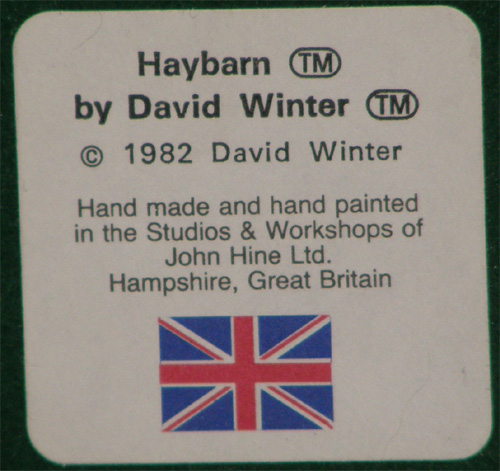 Haybarn TM
by David Winter TM
© 1982 David Winter
Hand made and hand painted
in the Studios & Workshops of
John Hine Ltd.
Hampshire, Great Britain